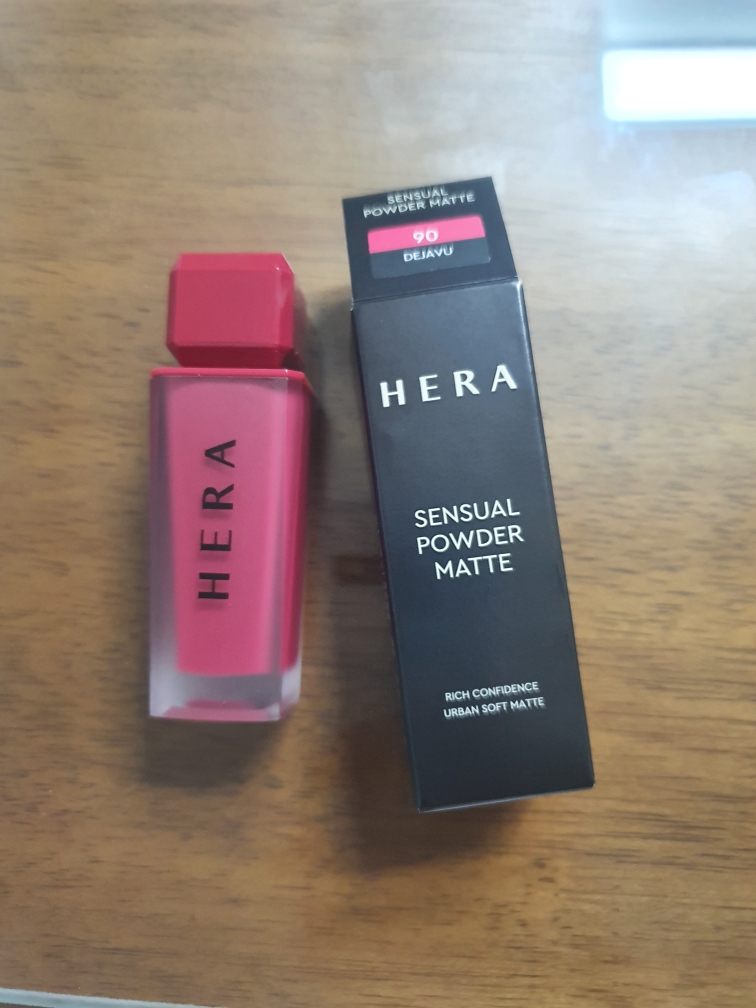 HERA
SENSUAL
POWDER MATTE
90
DEJAVU
HERA
SENSUAL
POWDER
MATTE
RICH CONFIDENCE
URBAN SOFT MATTE